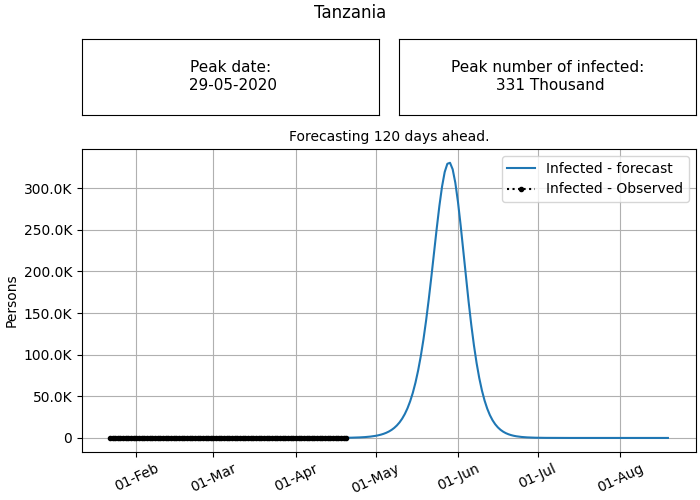 Tanzania
Peak date:
29-05-2020
Peak number of infected:
331 Thousand
Forecasting 120 days ahead.
Infected - forecast
Infected - Observed
Persons
300.0K
250.0K
200.0K
150.0K
100.0K
50.0K
0
01-Feb
01-Mar
01-Apr
01-May
01-Jun
01-Jul
01-Aug